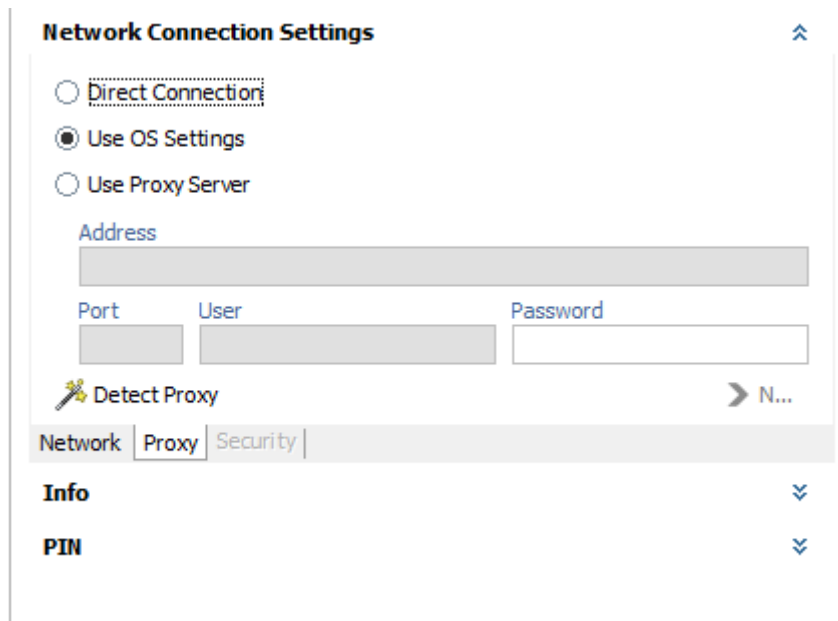 Network Connection Settings
Direct Connection
Use OS Settings
Use Proxy Server
Address
Port User Password
Detect Proxy N...
Network Proxy Security
Info
PIN